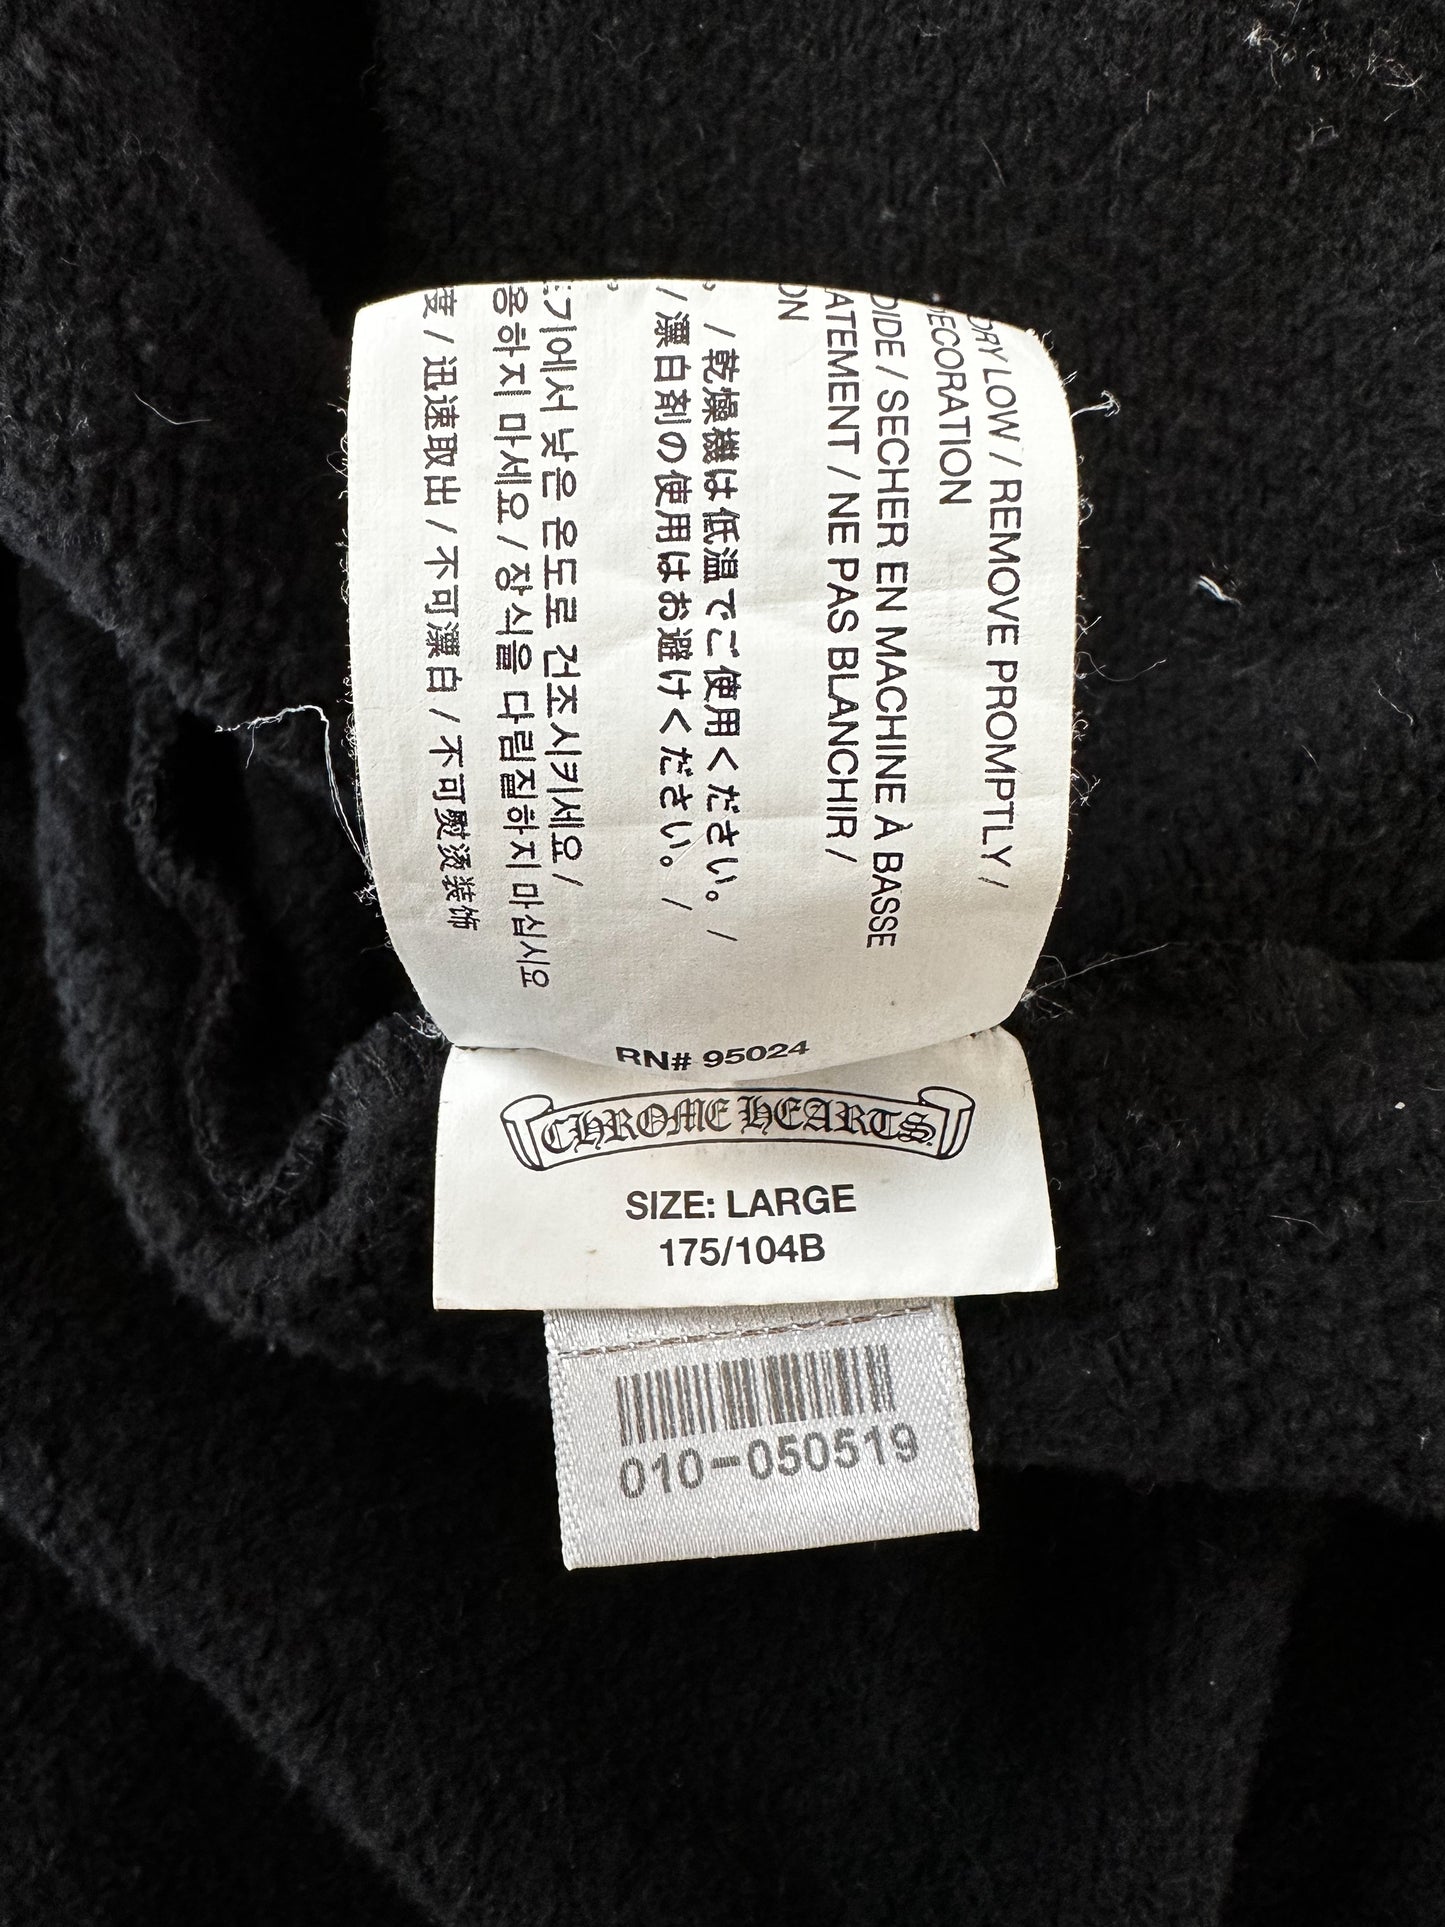 DRY LOW / REMOVE PROMPTLY /
DECORATION
DIDE / SECHER EN MACHINE À BASSE
ATEMENT / NE PAS BLANCHIR /
ON
。 / 乾燥機は低温でご使用ください。 /
/ 漂白剤の使用はお避けください。 /
기에서 낮은 온도로 건조시키세요 /
용하지 마세요 / 장식을 다림질하지 마십시요
度 / 迅速取出 / 不可漂白 / 不可熨烫装饰
RN# 95024
CHROME HEARTS
SIZE: LARGE
175/104B
010-050519